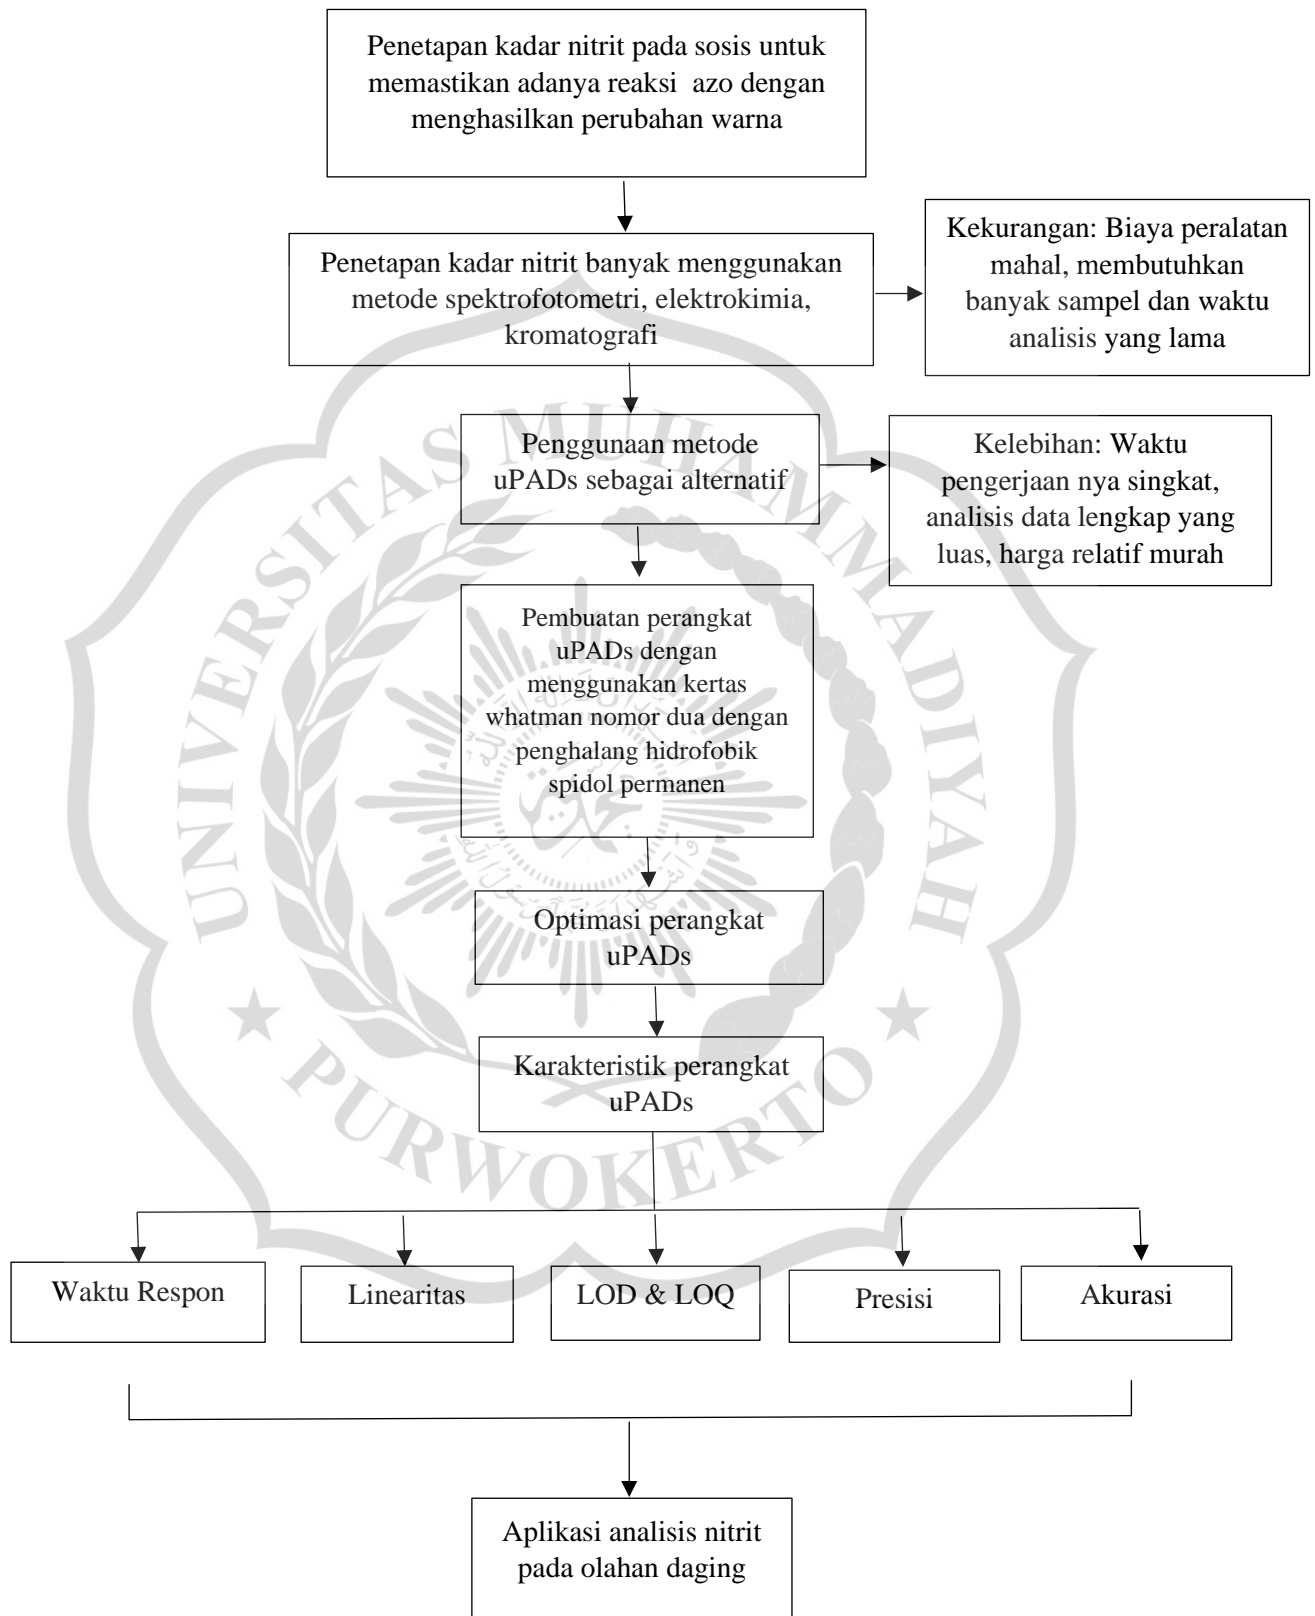 Penetapan kadar nitrit pada sosis untuk
memastikan adanya reaksi azo dengan
menghasilkan perubahan warna
Penetapan kadar nitrit banyak menggunakan
metode spektrofotometri, elektrokimia,
kromatografi
Kekurangan: Biaya peralatan
mahal, membutuhkan
banyak sampel dan waktu
analisis yang lama
Penggunaan metode
uPADs sebagai alternatif
Kelebihan: Waktu
pengerjaan nya singkat,
analisis data lengkap yang
luas, harga relatif murah
Pembuatan perangkat
uPADs dengan
menggunakan kertas
whatman nomor dua dengan
penghalang hidrofobik
spidol permanen
Optimasi perangkat
uPADs
Karakteristik perangkat
uPADs
Waktu Respon
Linearitas
LOD & LOQ
Presisi
Akurasi
Aplikasi analisis nitrit
pada olahan daging
UNIVERSITAS MUHAMMADIYAH
PURWOKERTO